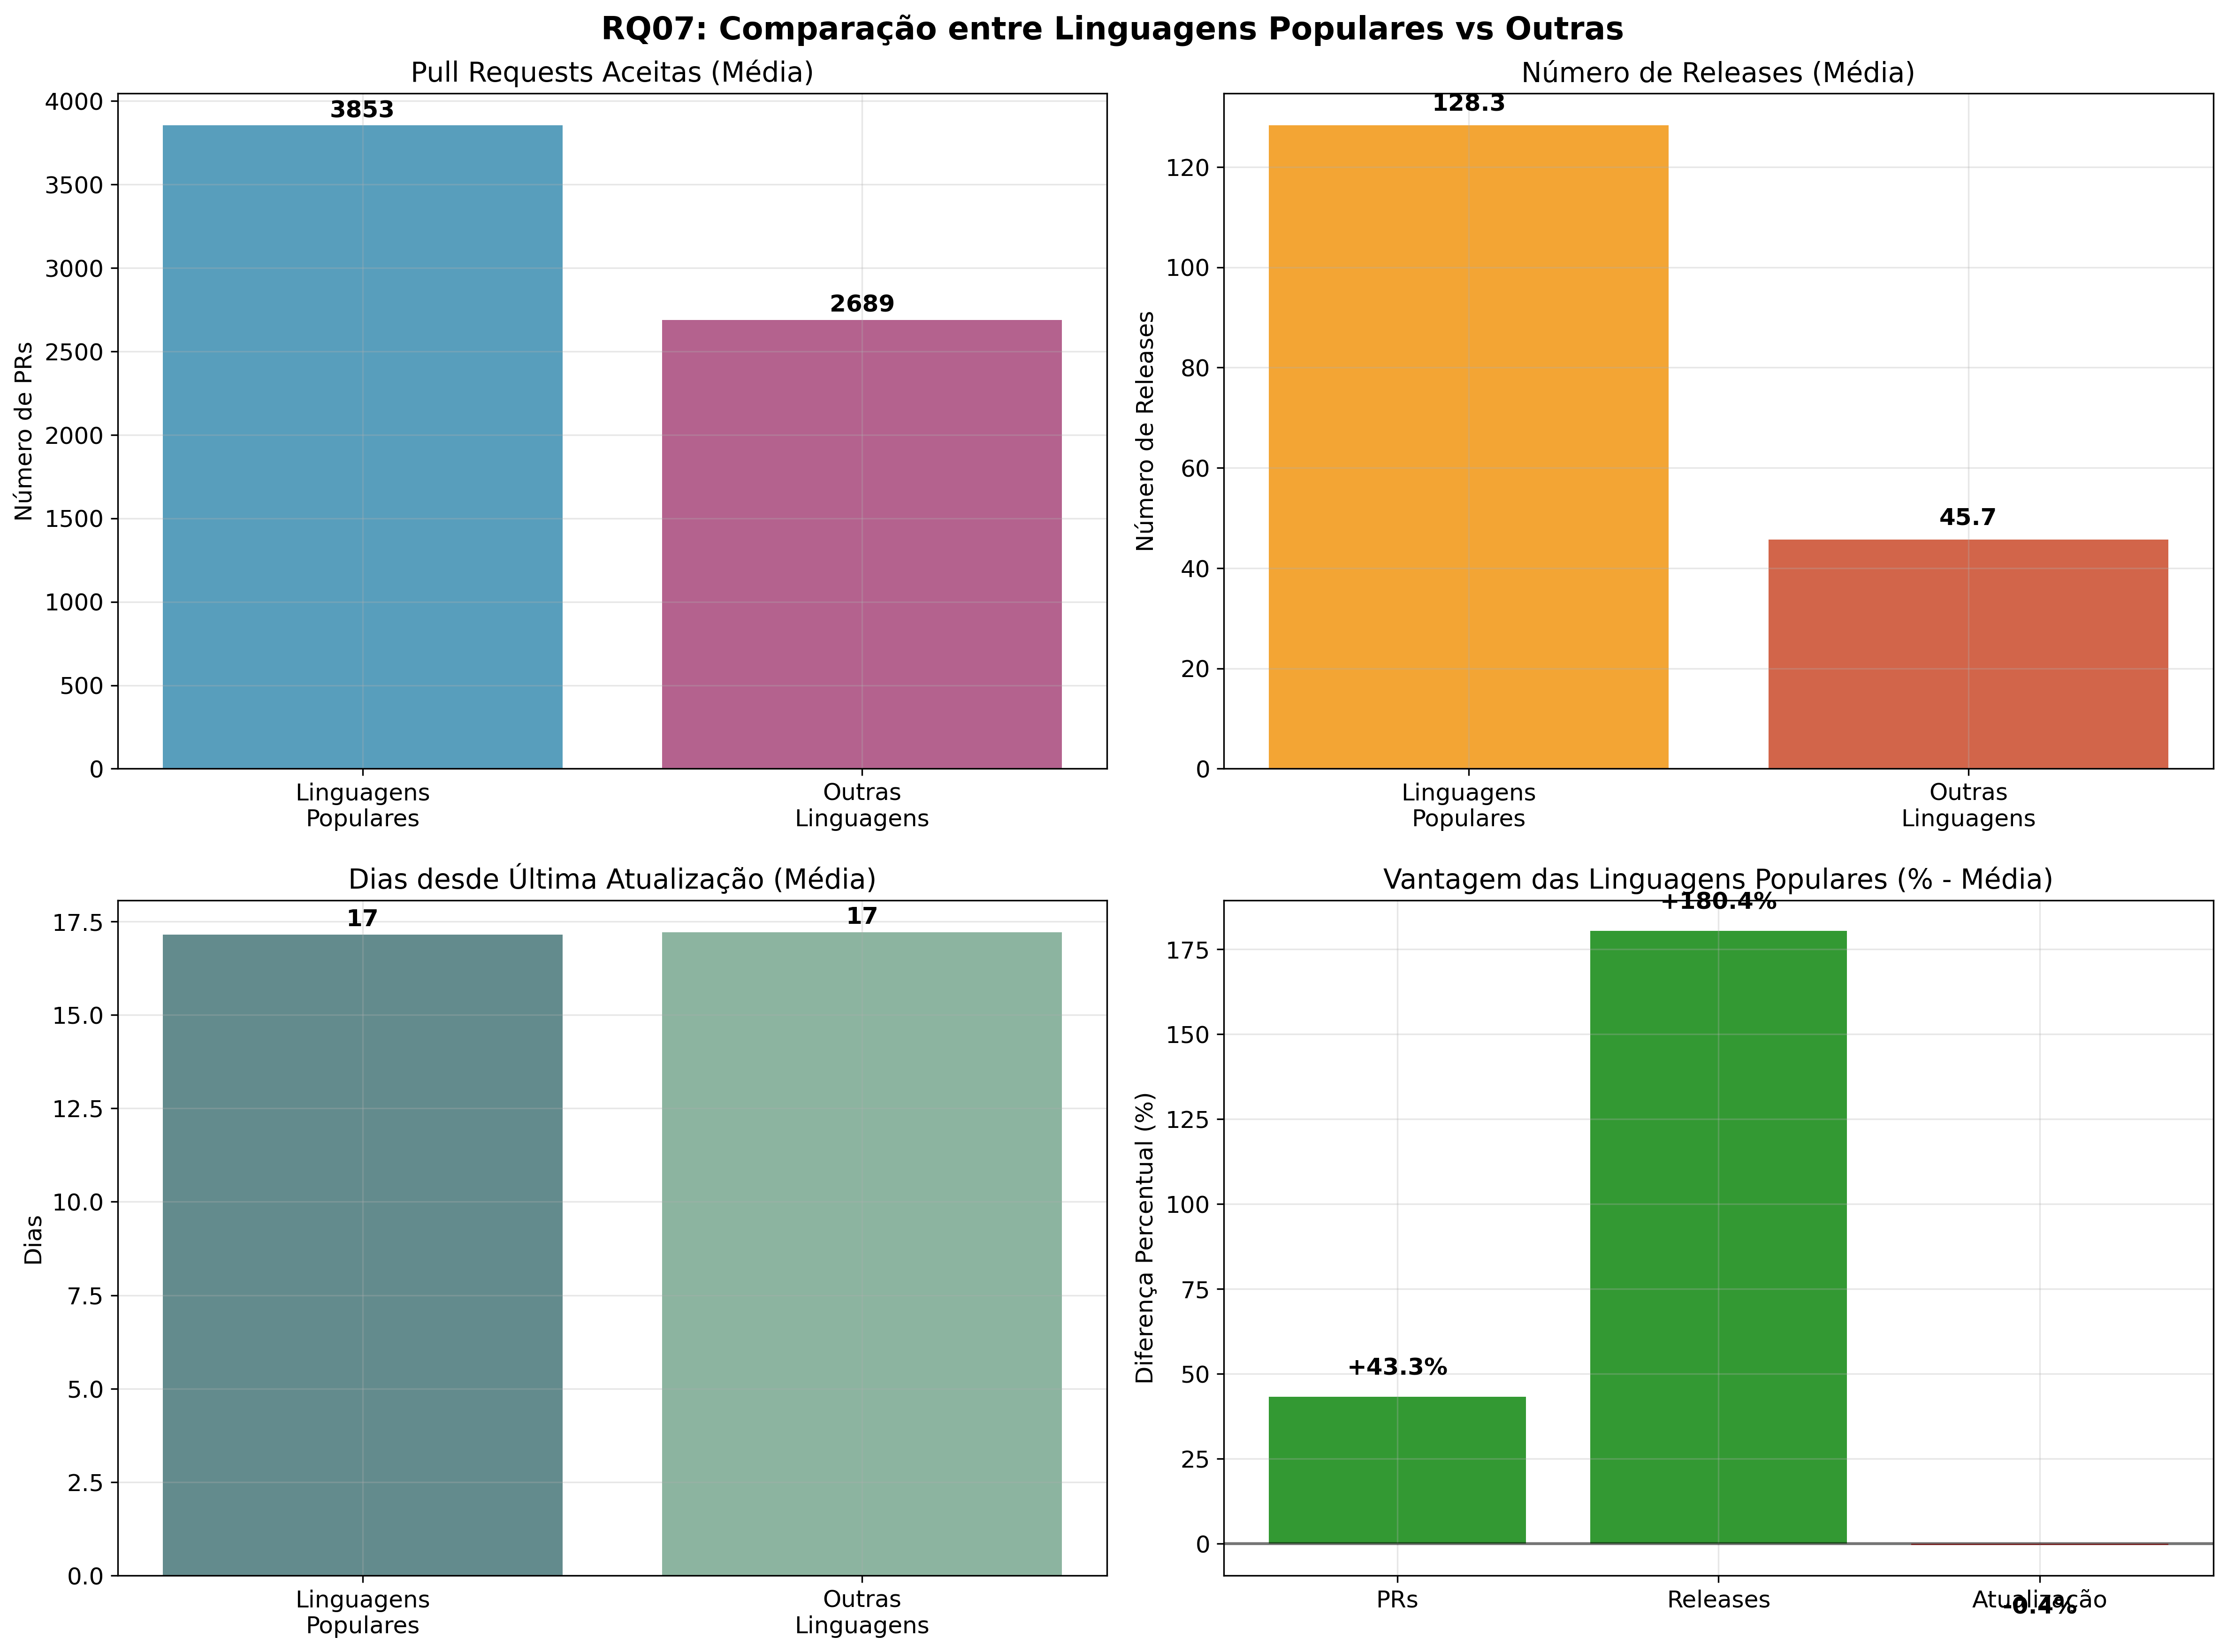 RQ07: Comparação entre Linguagens Populares vs Outras
Pull Requests Aceitas (Média)
Número de PRs
4000
3500
3000
2500
2000
1500
1000
500
0
3853
2689
Linguagens
Populares
Outras
Linguagens
Número de Releases (Média)
Número de Releases
120
100
80
60
40
20
0
128.3
45.7
Linguagens
Populares
Outras
Linguagens
Dias desde Última Atualização (Média)
Dias
17.5
15.0
12.5
10.0
7.5
5.0
2.5
0.0
17
17
Linguagens
Populares
Outras
Linguagens
Vantagem das Linguagens Populares (% - Média)
Diferença Percentual (%)
175
150
125
100
75
50
25
0
+43.3%
+180.4%
-0.4%
PRs
Releases
Atualização